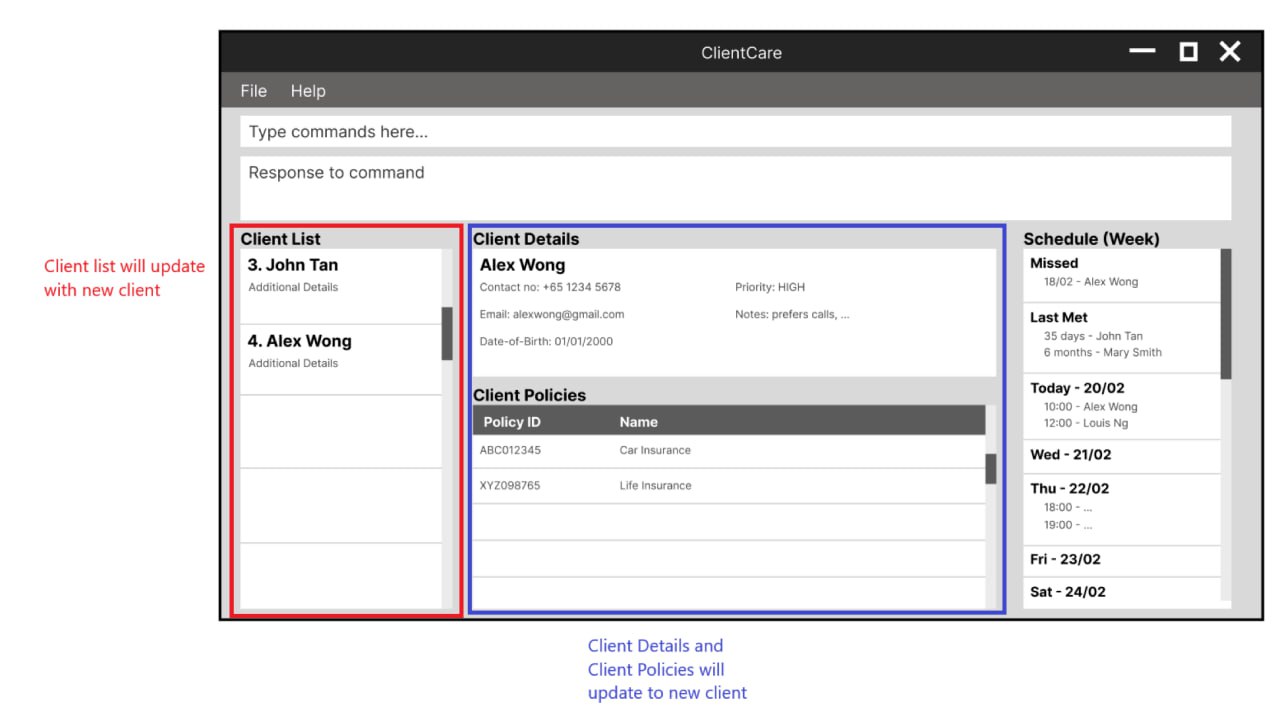 ClientCare
File Help
Type commands here...
Response to command
Client list will update
with new client
Client List
3. John Tan
Additional Details
4. Alex Wong
Additional Details
Client Details
Alex Wong
Contact no: +65 1234 5678
Priority: HIGH
Email: alexwong@gmail.com
Notes: prefers calls, ...
Date-of-Birth: 01/01/2000
Client Policies
Policy ID Name
ABC012345 Car Insurance
XYZ098765 Life Insurance
Schedule (Week)
Missed
18/02 - Alex Wong
Last Met
35 days - John Tan
6 months - Mary Smith
Today - 20/02
10:00 - Alex Wong
12:00 - Louis Ng
Wed - 21/02
Thu - 22/02
18:00 - ...
19:00 - ...
Fri - 23/02
Sat - 24/02
Client Details and
Client Policies will
update to new client